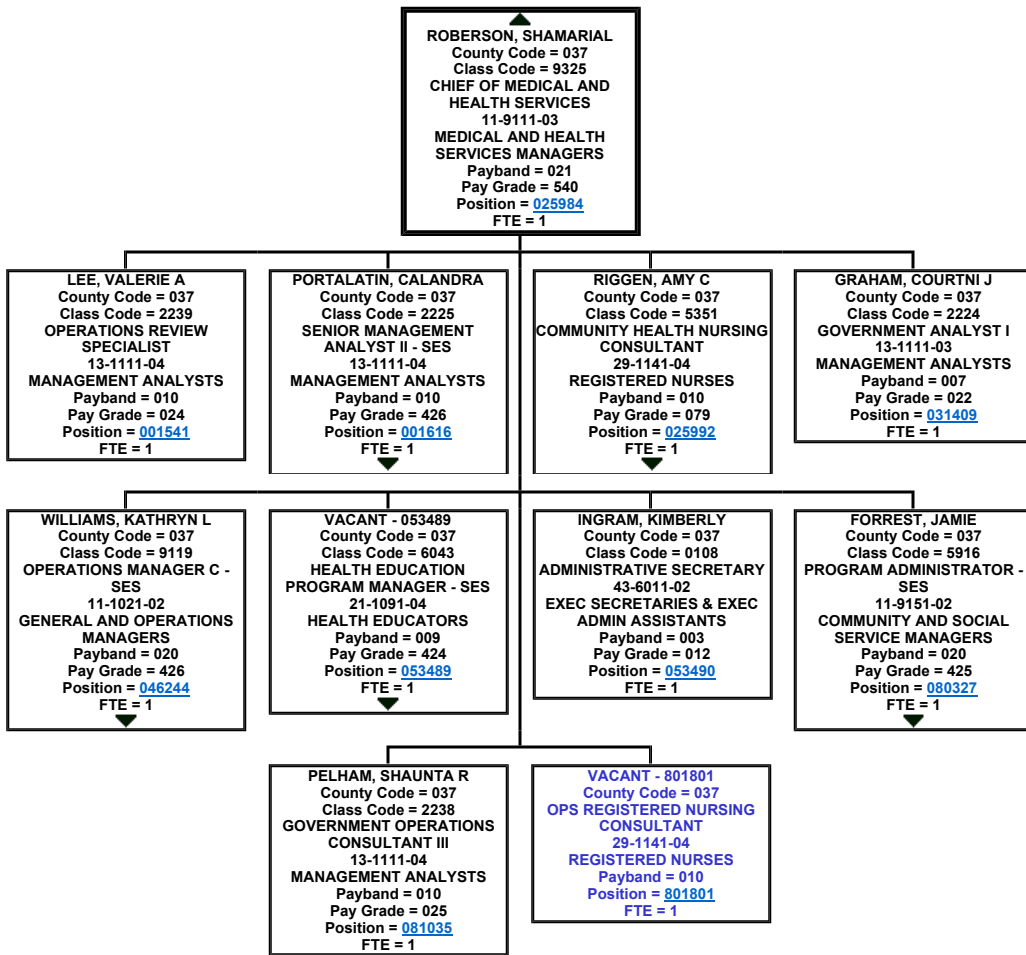 ROBERSON, SHAMARIAL
County Code = 037
Class Code = 9325
CHIEF OF MEDICAL AND
HEALTH SERVICES
11-9111-03
MEDICAL AND HEALTH
SERVICES MANAGERS
Payband = 021
Pay Grade = 540
Position = 025984
FTE = 1
LEE, VALERIE A
County Code = 037
Class Code = 2239
OPERATIONS REVIEW
SPECIALIST
13-1111-04
MANAGEMENT ANALYSTS
Payband = 010
Pay Grade = 024
Position = 001541
FTE = 1
PORTALATIN, CALANDRA
County Code = 037
Class Code = 2225
SENIOR MANAGEMENT
ANALYST II - SES
13-1111-04
MANAGEMENT ANALYSTS
Payband = 010
Pay Grade = 426
Position = 001616
FTE = 1
RIGGEN, AMY C
County Code = 037
Class Code = 5351
COMMUNITY HEALTH NURSING
CONSULTANT
29-1141-04
REGISTERED NURSES
Payband = 010
Pay Grade = 079
Position = 025992
FTE = 1
GRAHAM, COURTNI J
County Code = 037
Class Code = 2224
GOVERNMENT ANALYST I
13-1111-03
MANAGEMENT ANALYSTS
Payband = 007
Pay Grade = 022
Position = 031409
FTE = 1
WILLIAMS, KATHRYN L
County Code = 037
Class Code = 9119
OPERATIONS MANAGER C -
SES
11-1021-02
GENERAL AND OPERATIONS
MANAGERS
Payband = 020
Pay Grade = 426
Position = 046244
FTE = 1
VACANT - 053489
County Code = 037
Class Code = 6043
HEALTH EDUCATION
PROGRAM MANAGER - SES
21-1091-04
HEALTH EDUCATORS
Payband = 009
Pay Grade = 424
Position = 053489
FTE = 1
INGRAM, KIMBERLY
County Code = 037
Class Code = 0108
ADMINISTRATIVE SECRETARY
43-6011-02
EXEC SECRETARIES & EXEC
ADMIN ASSISTANTS
Payband = 003
Pay Grade = 012
Position = 053490
FTE = 1
FORREST, JAMIE
County Code = 037
Class Code = 5916
PROGRAM ADMINISTRATOR -
SES
11-9151-02
COMMUNITY AND SOCIAL
SERVICE MANAGERS
Payband = 020
Pay Grade = 425
Position = 080327
FTE = 1
PELHAM, SHAUNTA R
County Code = 037
Class Code = 2238
GOVERNMENT OPERATIONS
CONSULTANT III
13-1111-04
MANAGEMENT ANALYSTS
Payband = 010
Pay Grade = 025
Position = 081035
FTE = 1
VACANT - 801801
County Code = 037
OPS REGISTERED NURSING
CONSULTANT
29-1141-04
REGISTERED NURSES
Payband = 010
Position = 801801
FTE = 1